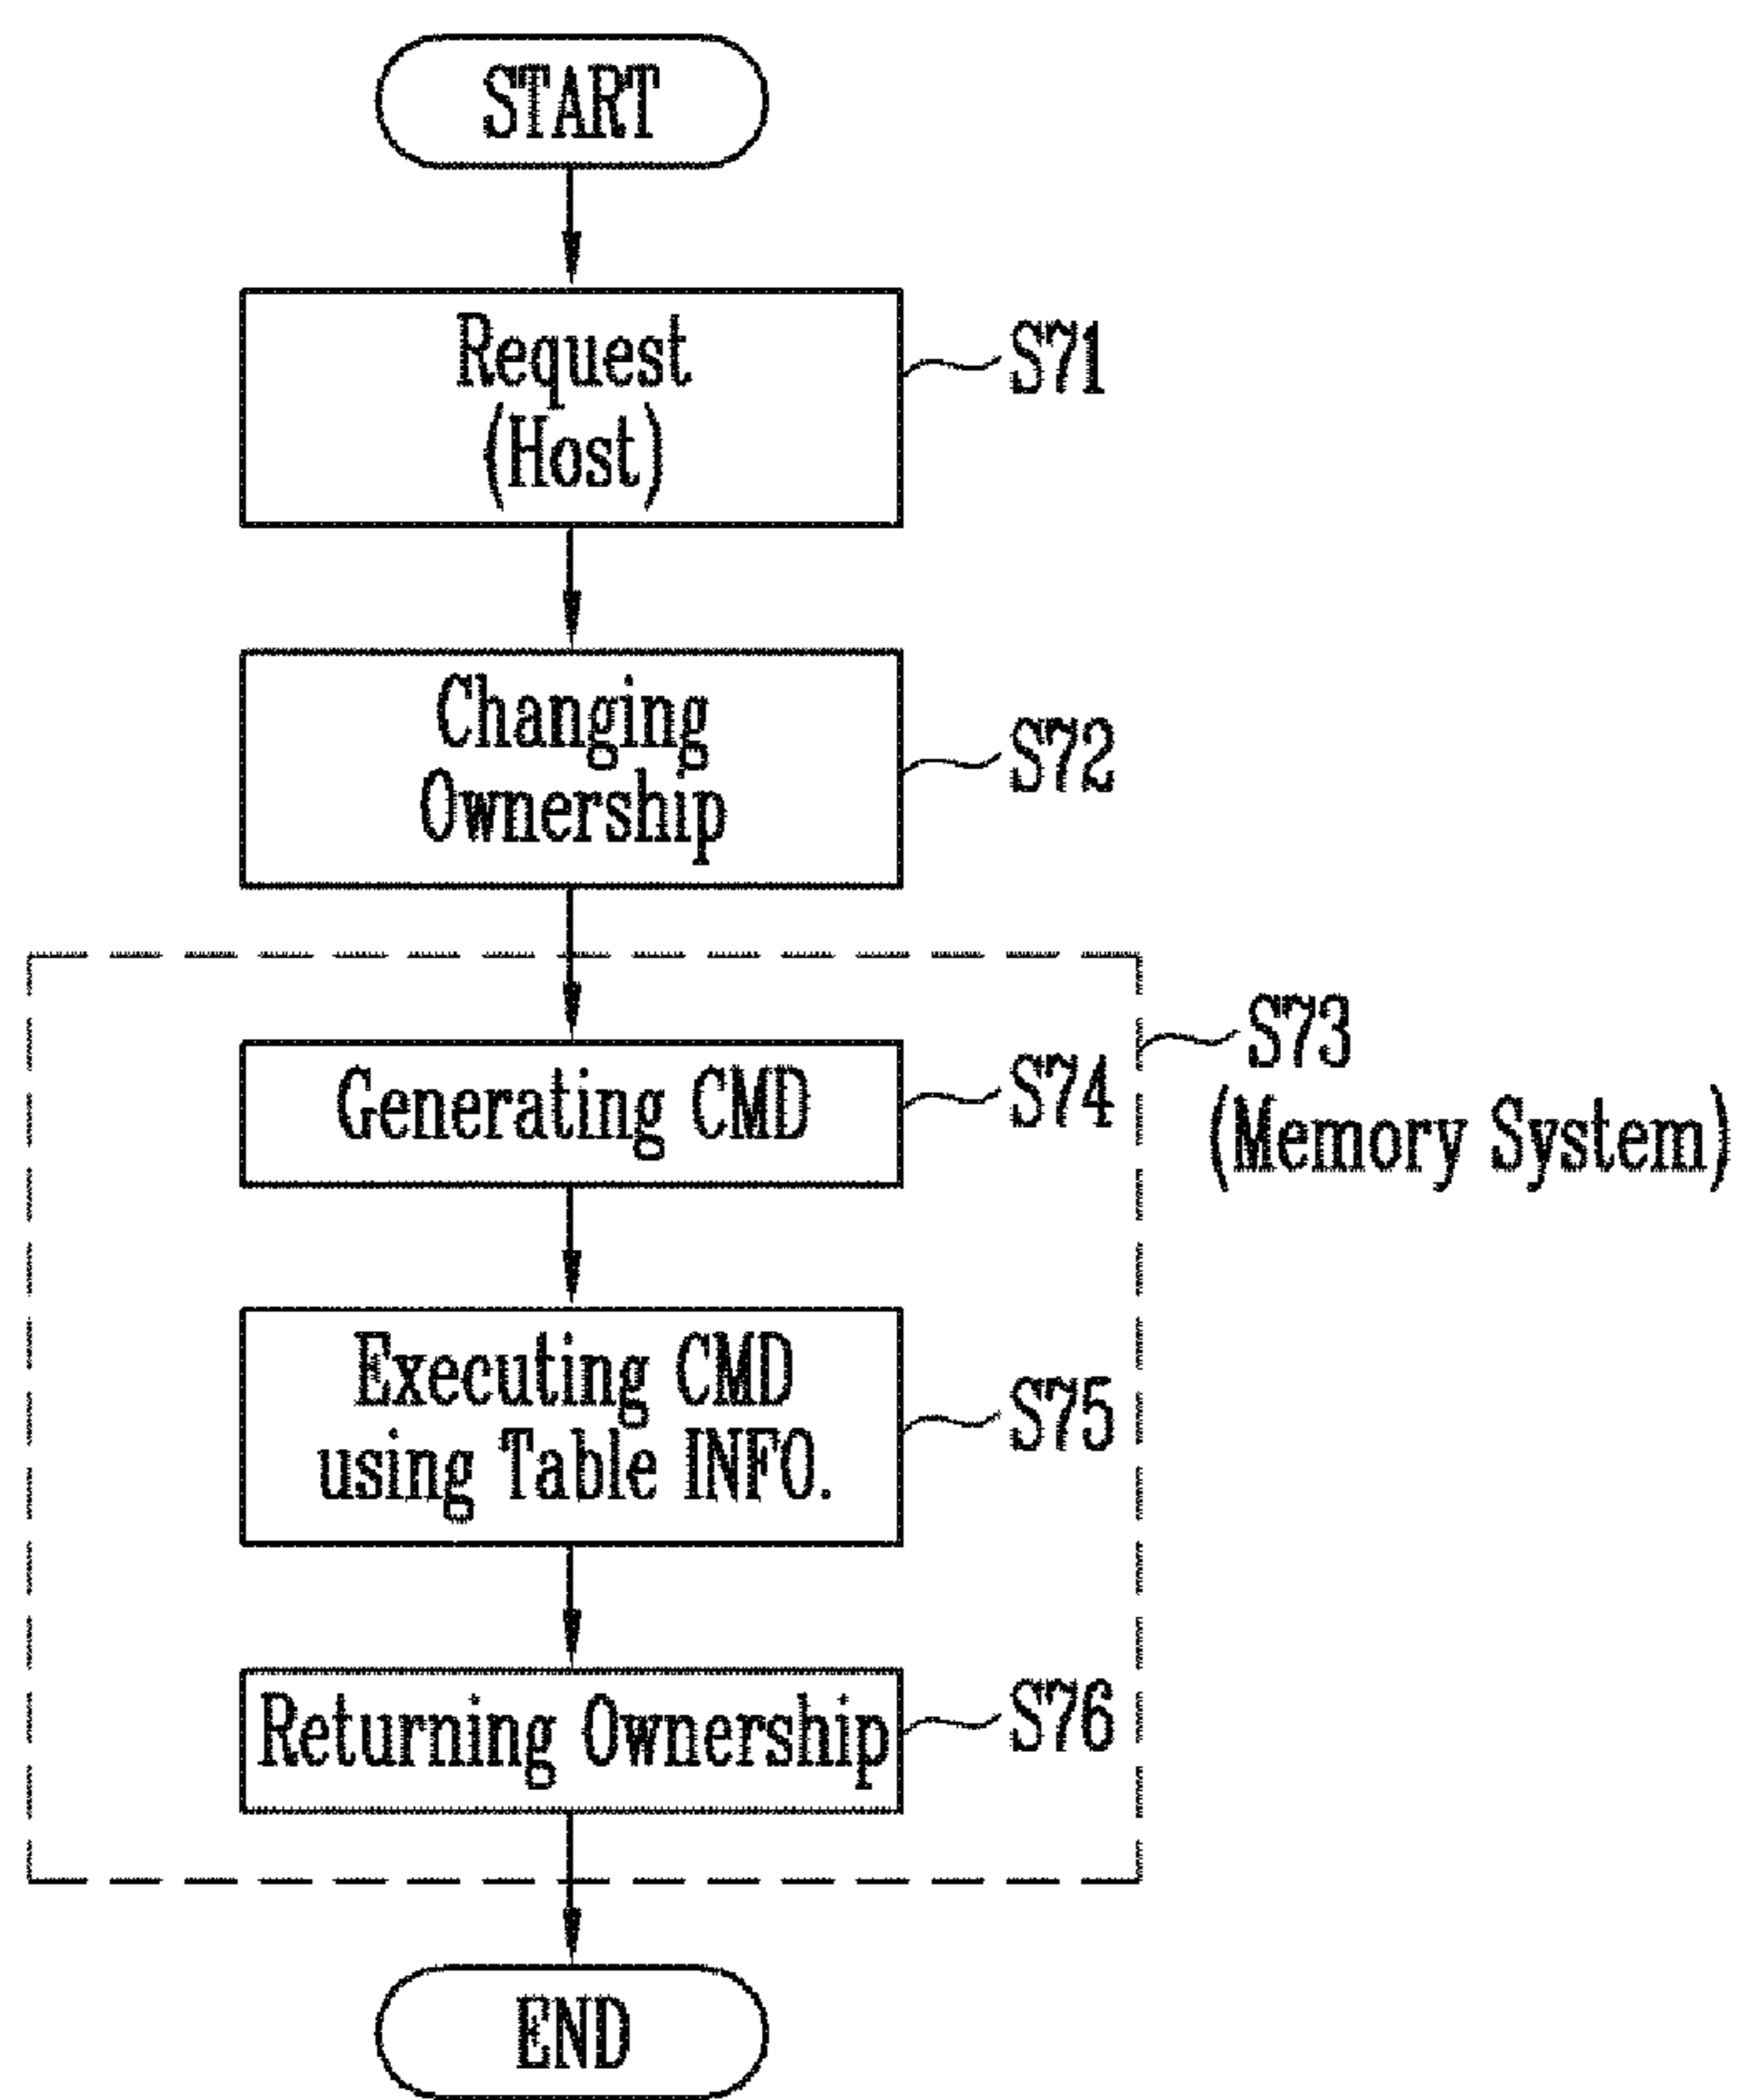 START
Request
(Host)
S71
Changing
Ownership
S72
S73
(Memory System)
Generating CMD
S74
Executing CMD
using Table INFO.
S75
Returning Ownership
S76
END